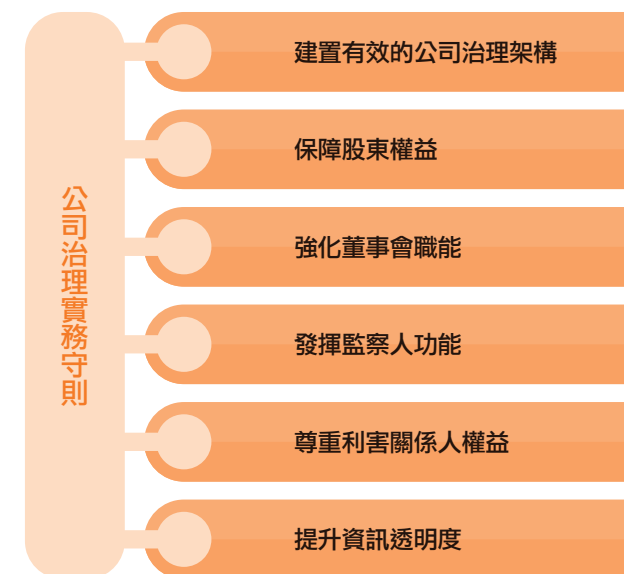 公司治理實務守則
建置有效的公司治理架構
保障股東權益
強化董事會職能
發揮監察人功能
尊重利害關係人權益
提升資訊透明度